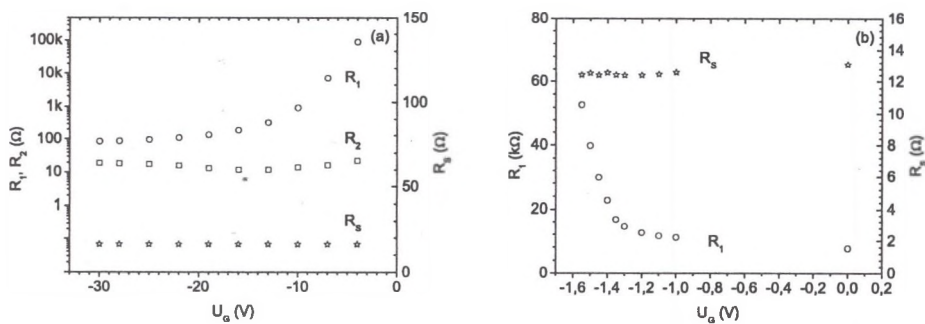 (a)
100k
10k
1k
100
10
1
R₁, R₂ (Ω)
150
100
50
0
Rₛ (Ω)
R₁
R₂
Rₛ
-30 -20 -10 0
U_G (V)
(b)
80
60
40
20
0
R₁ (kΩ)
16
14
12
10
8
6
4
2
0
Rₛ (Ω)
Rₛ
R₁
-1,6 -1,4 -1,2 -1,0 -0,8 -0,6 -0,4 -0,2 0,0 0,2
U_G (V)